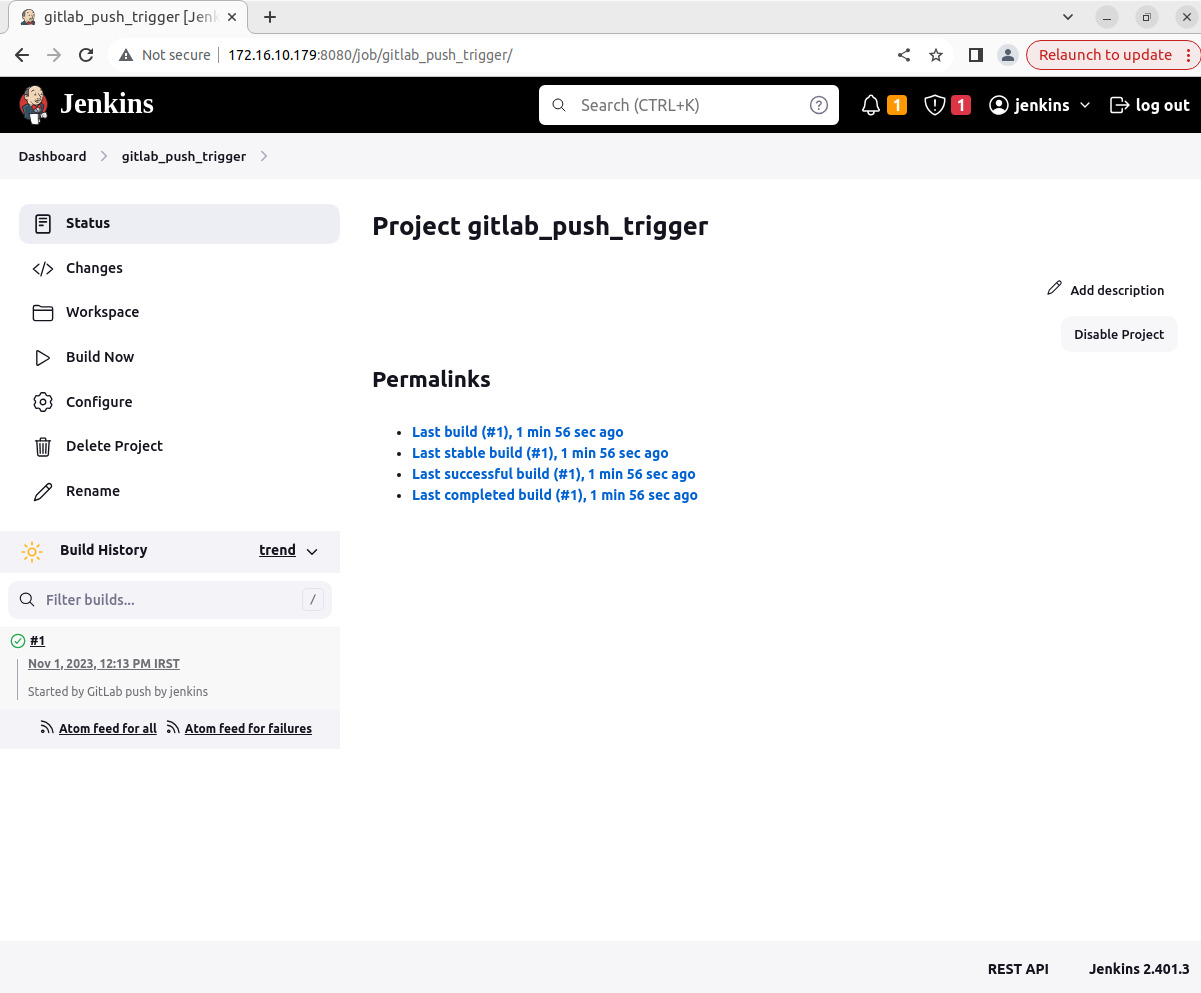 gitlab_push_trigger [Jenk
Not secure 172.16.10.179:8080/job/gitlab_push_trigger/ Relaunch to update
Jenkins Search (CTRL+K) ? 1 1 jenkins log out
Dashboard gitlab_push_trigger
Status
Changes
Workspace
Build Now
Configure
Delete Project
Rename
Build History trend
Filter builds... /
#1
Nov 1, 2023, 12:13 PM IRST
Started by GitLab push by jenkins
Atom feed for all Atom feed for failures
Project gitlab_push_trigger
Add description
Disable Project
Permalinks
• Last build (#1), 1 min 56 sec ago
• Last stable build (#1), 1 min 56 sec ago
• Last successful build (#1), 1 min 56 sec ago
• Last completed build (#1), 1 min 56 sec ago
REST API Jenkins 2.401.3